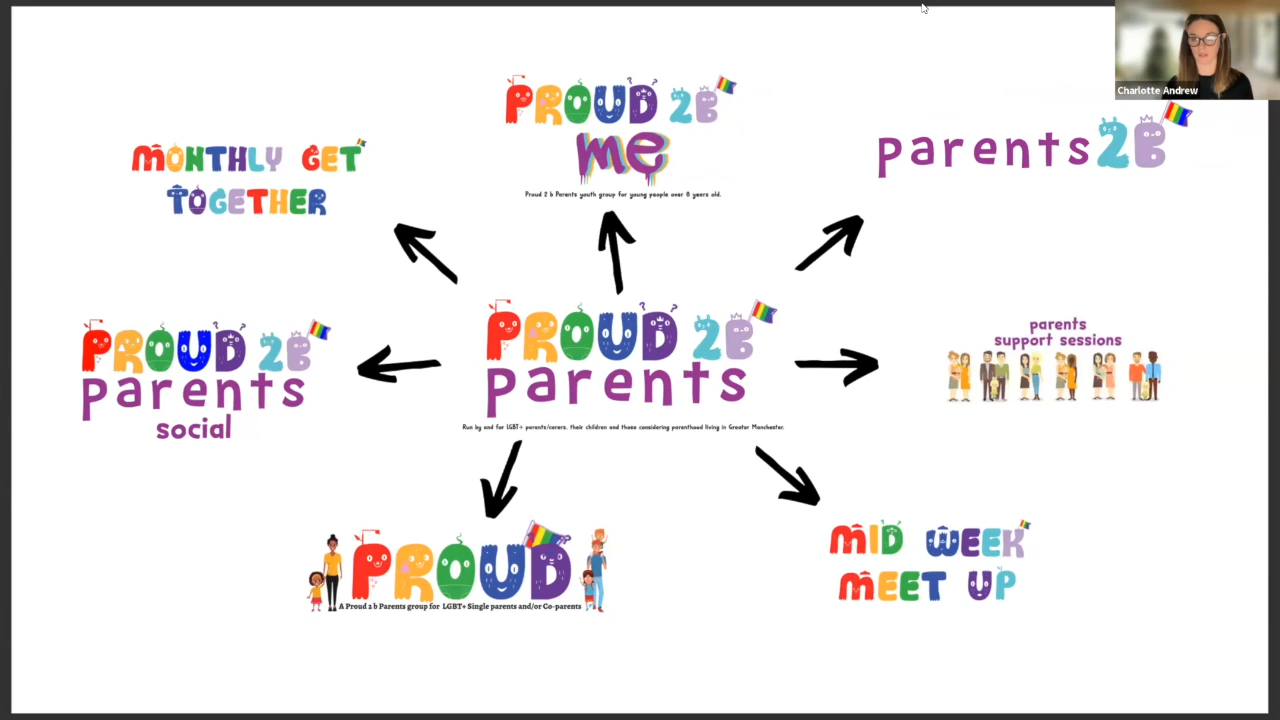 Charlotte Andrew
PROUD 2B
me
Proud 2 b Parents youth group for young people over 8 years old.
MONTHLY GET
TOGETHER
parents2B
PROUD 2B
parents
Run by and for LGBT+ parents/carers, their children and those considering parenthood living in Greater Manchester.
PROUD 2B
parents
social
parents
support sessions
PROUD
A Proud 2 b Parents group for LGBT+ Single parents and/or Co-parents
MID WEEK
MEET UP